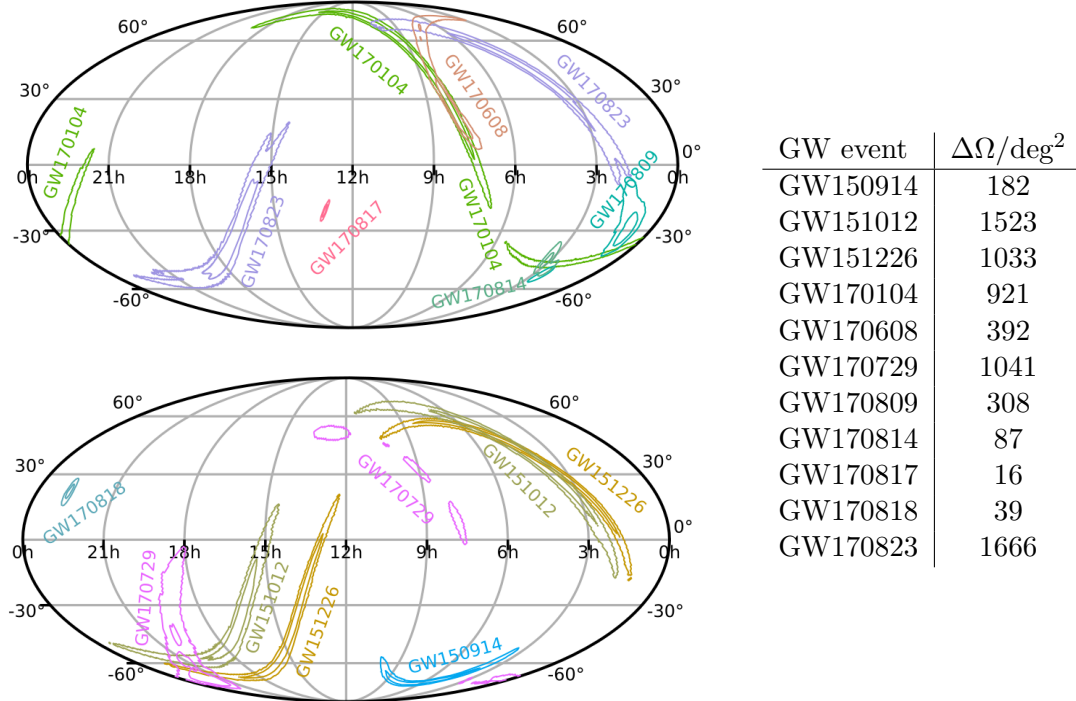 60°
30°
0h
21h
18h
15h
12h
9h
6h
3h
0h
0°
-30°
-30°
-60°
-60°
60°
30°
GW170104
GW170608
GW170823
GW170104
GW170823
GW170817
GW170104
GW170809
GW170814
60°
60°
30°
30°
0h
21h
18h
15h
12h
9h
6h
3h
0h
0°
-30°
-30°
-60°
-60°
GW170818
GW170729
GW151012
GW151226
GW170729
GW151012
GW151226
GW150914
GW event ΔΩ/deg²
GW150914 182
GW151012 1523
GW151226 1033
GW170104 921
GW170608 392
GW170729 1041
GW170809 308
GW170814 87
GW170817 16
GW170818 39
GW170823 1666